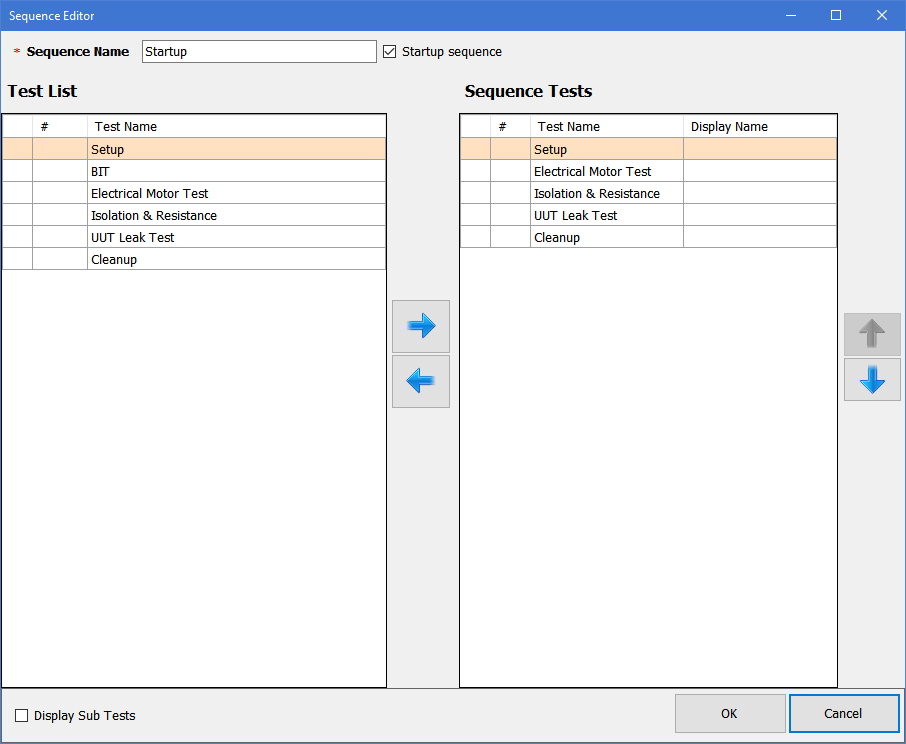 Sequence Editor
* Sequence Name Startup Startup sequence
Test List
# Test Name
Setup
BIT
Electrical Motor Test
Isolation & Resistance
UUT Leak Test
Cleanup
Sequence Tests
# Test Name Display Name
Setup
Electrical Motor Test
Isolation & Resistance
UUT Leak Test
Cleanup
Display Sub Tests
OK Cancel